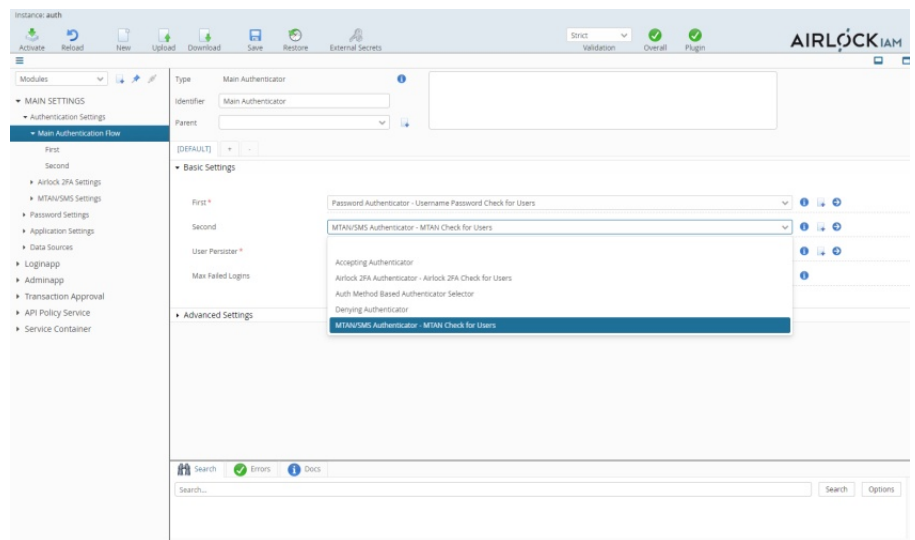 Instance: auth
Activate Reload New Upload Download Save Restore External Secrets
Strict
Validation Overall Plugin
AIRLOCK IAM
Modules
MAIN SETTINGS
Authentication Settings
Main Authentication Flow
First
Second
Airlock 2FA Settings
MTAN/SMS Settings
Password Settings
Application Settings
Data Sources
Loginapp
Adminapp
Transaction Approval
API Policy Service
Service Container
Type Main Authenticator
Identifier Main Authenticator
Parent
[DEFAULT] + -
Basic Settings
First * Password Authenticator - Username Password Check for Users
Second MTAN/SMS Authenticator - MTAN Check for Users
User Persister *
Max Failed Logins
Accepting Authenticator
Airlock 2FA Authenticator - Airlock 2FA Check for Users
Auth Method Based Authenticator Selector
Denying Authenticator
MTAN/SMS Authenticator - MTAN Check for Users
Advanced Settings
Search Errors Docs
Search... Search Options